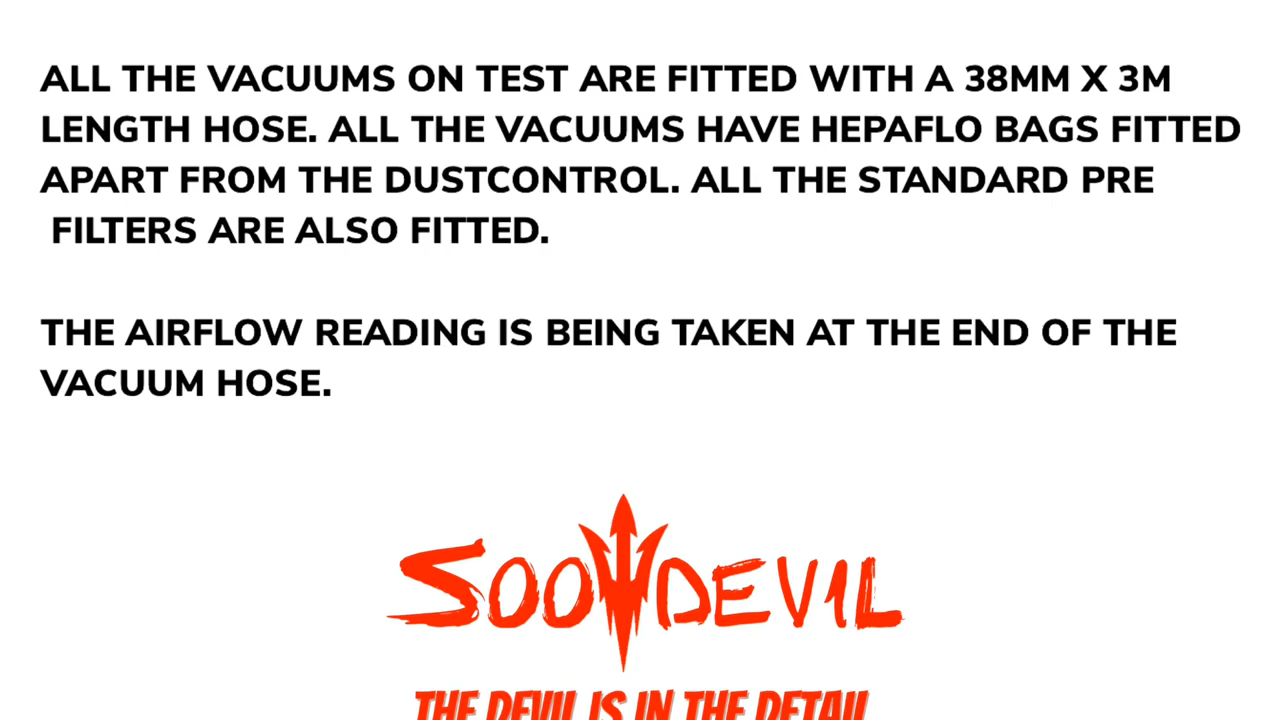 ALL THE VACUUMS ON TEST ARE FITTED WITH A 38MM X 3M
LENGTH HOSE. ALL THE VACUUMS HAVE HEPAFLO BAGS FITTED
APART FROM THE DUSTCONTROL. ALL THE STANDARD PRE
FILTERS ARE ALSO FITTED.
THE AIRFLOW READING IS BEING TAKEN AT THE END OF THE
VACUUM HOSE.
SOOTDEVIL
THE DEVIL IS IN THE DETAIL